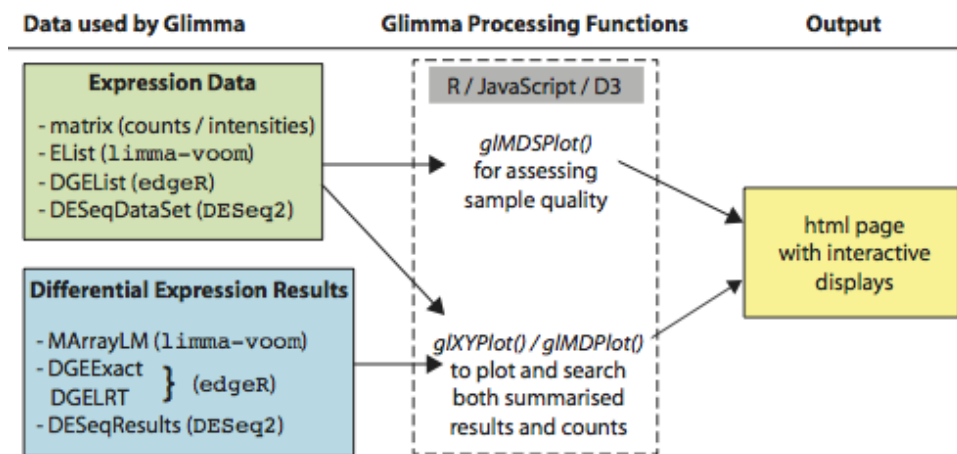 Data used by Glimma
Glimma Processing Functions
Output
Expression Data
- matrix (counts / intensities)
- EList (limma-voom)
- DGEList (edgeR)
- DESeqDataSet (DESeq2)
Differential Expression Results
- MArrayLM (limma-voom)
- DGEExact
DGELRT
} (edgeR)
- DESeqResults (DESeq2)
R / JavaScript / D3
glMDSPlot()
for assessing
sample quality
glXYPlot() / glMDPlot()
to plot and search
both summarised
results and counts
html page
with interactive
displays